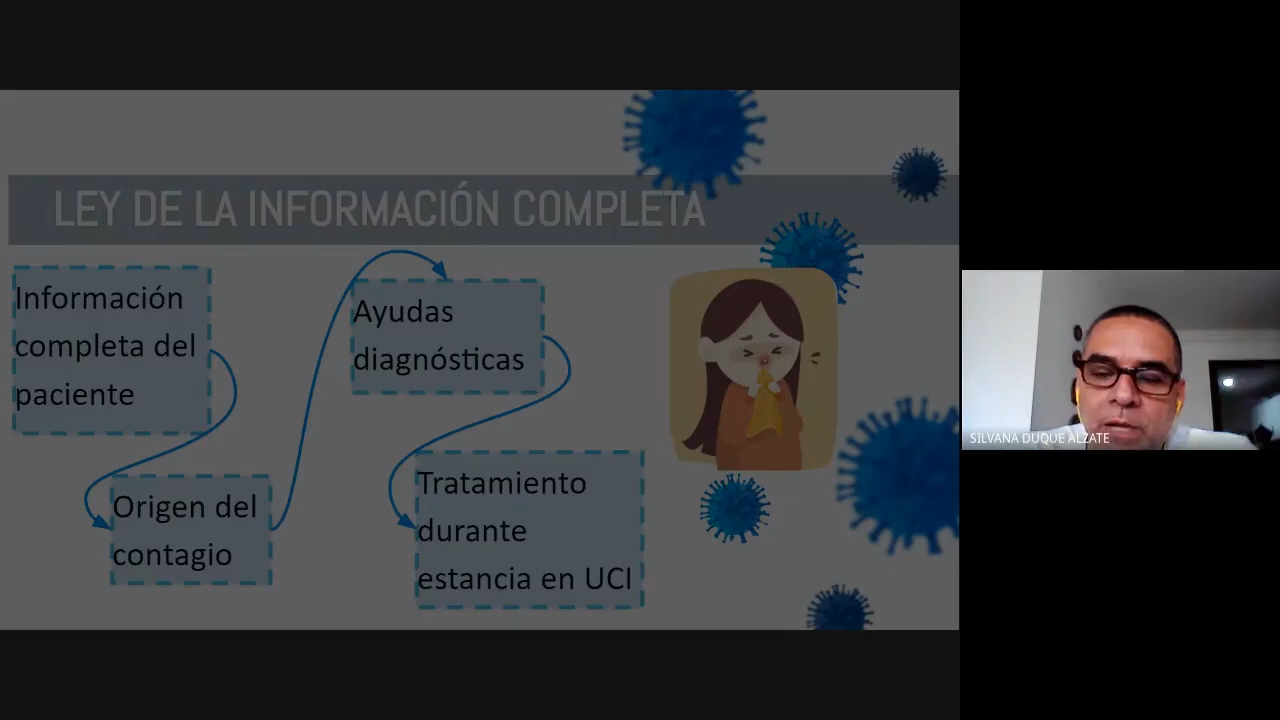 LEY DE LA INFORMACIÓN COMPLETA
Información
completa del
paciente
Origen del
contagio
Ayudas
diagnósticas
Tratamiento
durante
estancia en UCI
SILVANA DUQUE ALZATE